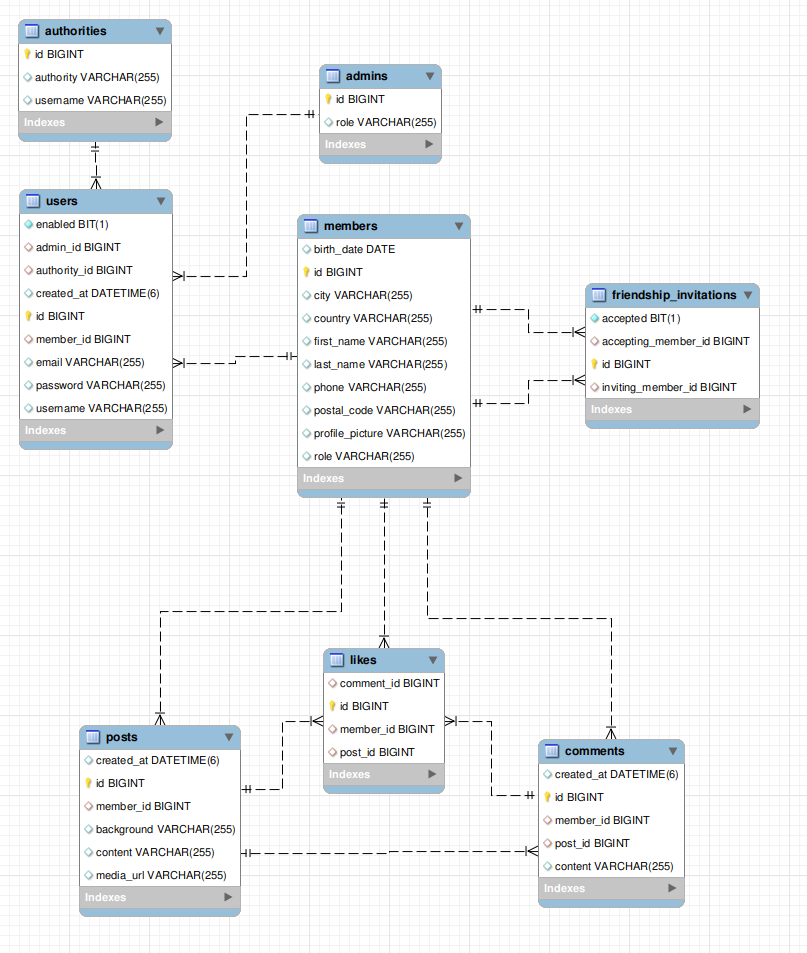 authorities
id BIGINT
authority VARCHAR(255)
username VARCHAR(255)
Indexes
admins
id BIGINT
role VARCHAR(255)
Indexes
users
enabled BIT(1)
admin_id BIGINT
authority_id BIGINT
created_at DATETIME(6)
id BIGINT
member_id BIGINT
email VARCHAR(255)
password VARCHAR(255)
username VARCHAR(255)
Indexes
members
birth_date DATE
id BIGINT
city VARCHAR(255)
country VARCHAR(255)
first_name VARCHAR(255)
last_name VARCHAR(255)
phone VARCHAR(255)
postal_code VARCHAR(255)
profile_picture VARCHAR(255)
role VARCHAR(255)
Indexes
friendship_invitations
accepted BIT(1)
accepting_member_id BIGINT
id BIGINT
inviting_member_id BIGINT
Indexes
likes
comment_id BIGINT
id BIGINT
member_id BIGINT
post_id BIGINT
Indexes
posts
created_at DATETIME(6)
id BIGINT
member_id BIGINT
background VARCHAR(255)
content VARCHAR(255)
media_url VARCHAR(255)
Indexes
comments
created_at DATETIME(6)
id BIGINT
member_id BIGINT
post_id BIGINT
content VARCHAR(255)
Indexes